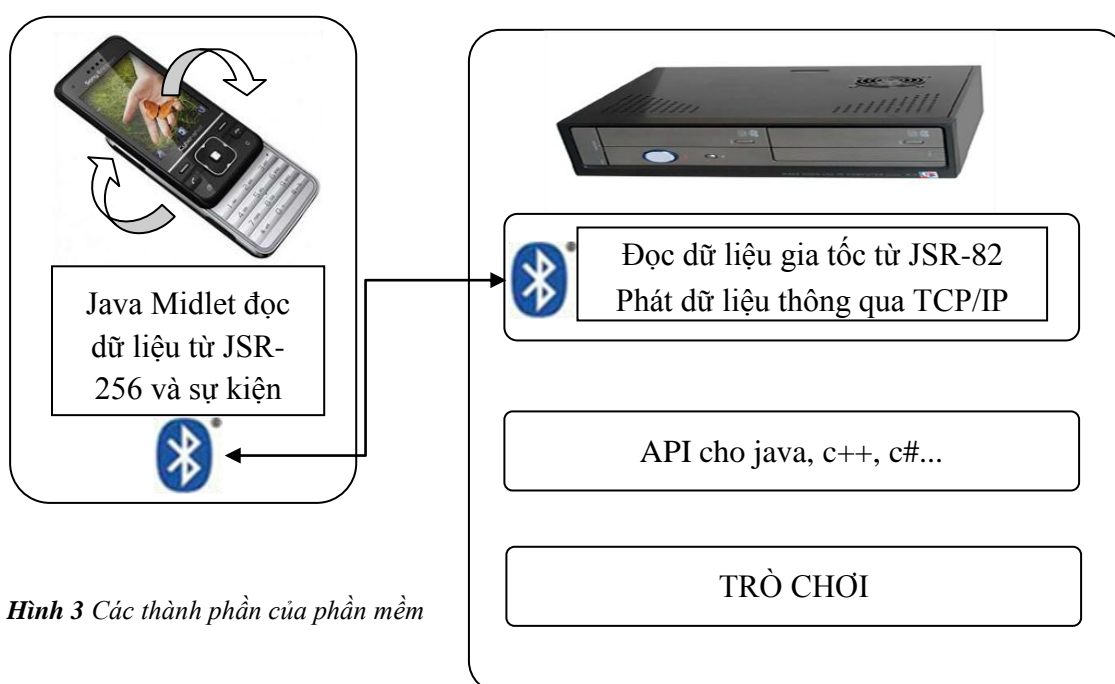 Java Midlet đọc
dữ liệu từ JSR-
256 và sự kiện
Đọc dữ liệu gia tốc từ JSR-82
Phát dữ liệu thông qua TCP/IP
API cho java, c++, c#...
TRÒ CHƠI
Hình 3 Các thành phần của phần mềm